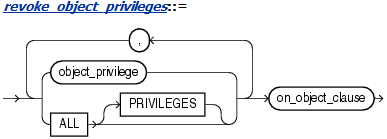 revoke_object_privileges::=
,
object_privilege
on_object_clause
PRIVILEGES
ALL